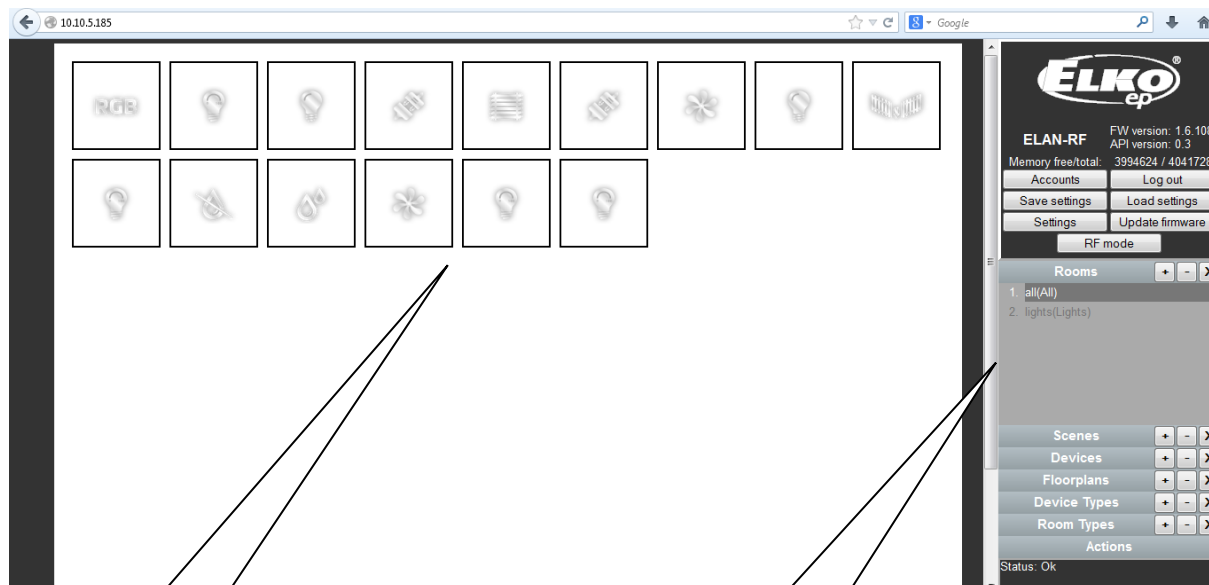 10.10.5.185
Google
RGB
ELKO ep®
ELAN-RF
FW version: 1.6.108
API version: 0.3
Memory free/total: 3994624 / 4041728
Accounts
Log out
Save settings
Load settings
Settings
Update firmware
RF mode
Rooms + - X
1. all(All)
2. lights(Lights)
Scenes + - X
Devices + - X
Floorplans + - X
Device Types + - X
Room Types + - X
Actions
Status: Ok